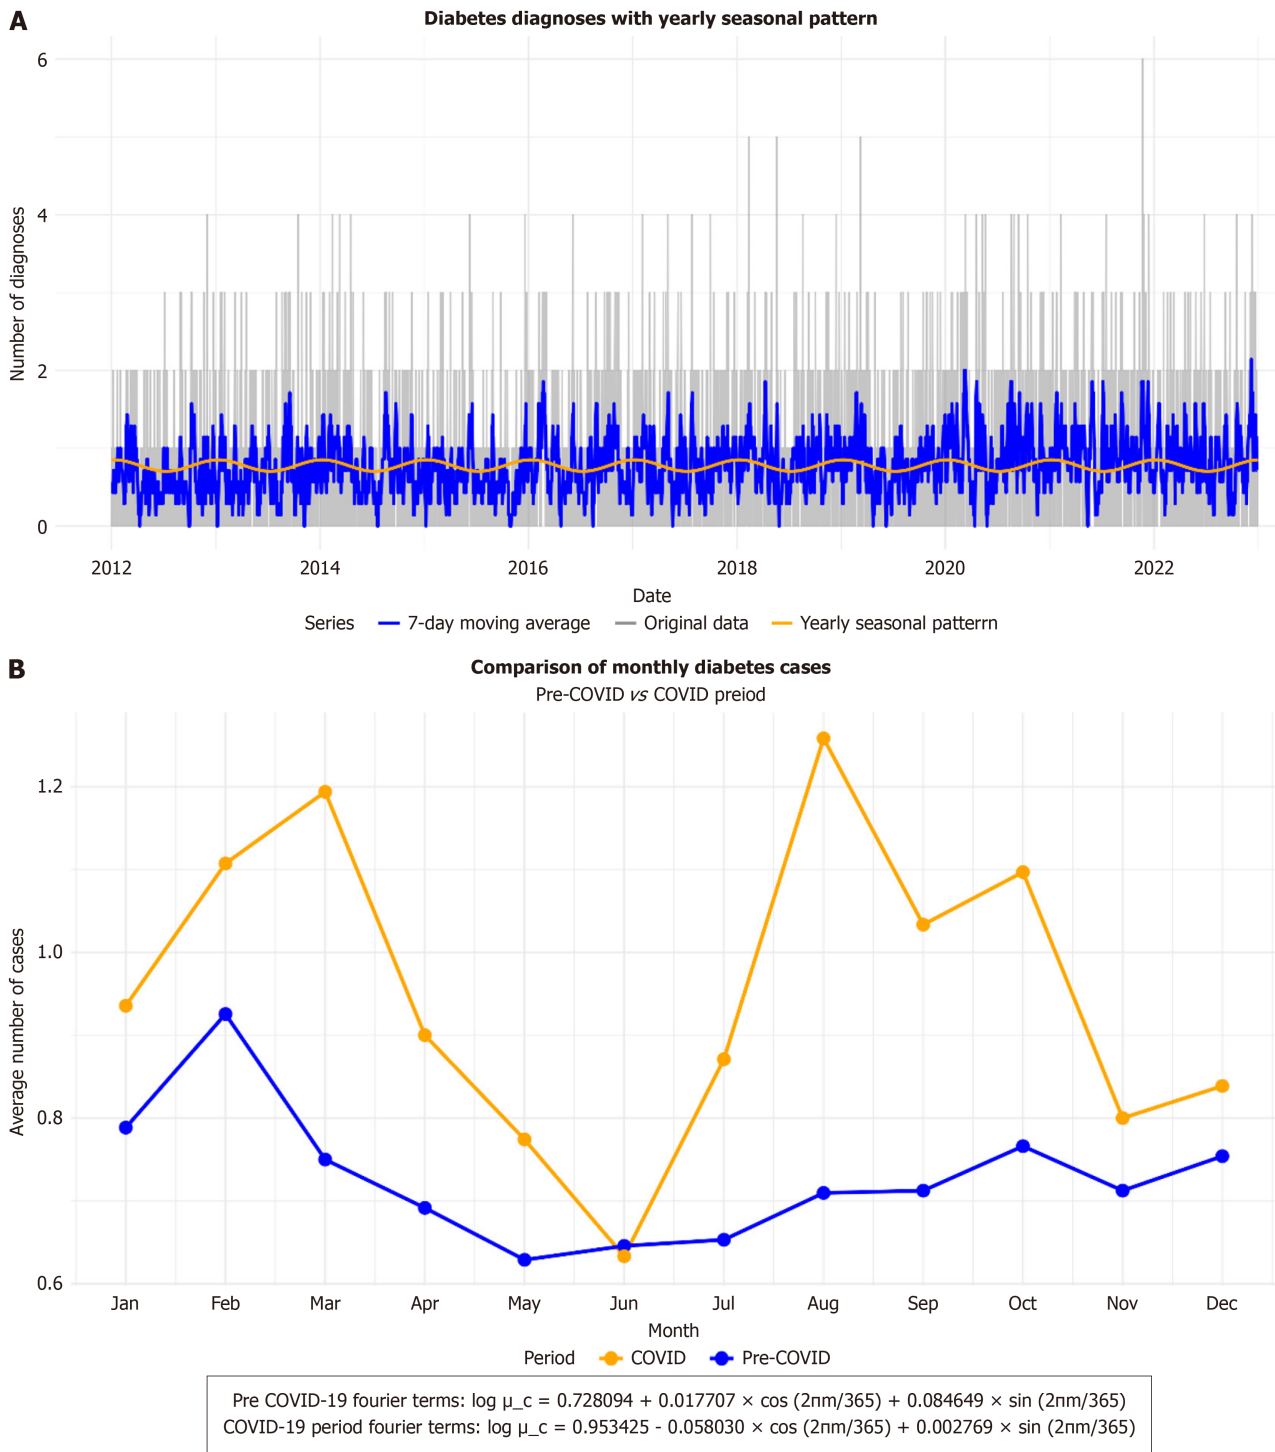 A
Diabetes diagnoses with yearly seasonal pattern
Number of diagnoses
6
4
2
0
2012 2014 2016 2018 2020 2022
Date
Series 7-day moving average Original data Yearly seasonal patterrn
B
Comparison of monthly diabetes cases
Pre-COVID vs COVID preiod
Average number of cases
1.2
1.0
0.8
0.6
Jan Feb Mar Apr May Jun Jul Aug Sep Oct Nov Dec
Month
Period COVID Pre-COVID
Pre COVID-19 fourier terms: log μ_c = 0.728094 + 0.017707 × cos (2πm/365) + 0.084649 × sin (2πm/365)
COVID-19 period fourier terms: log μ_c = 0.953425 - 0.058030 × cos (2πm/365) + 0.002769 × sin (2πm/365)